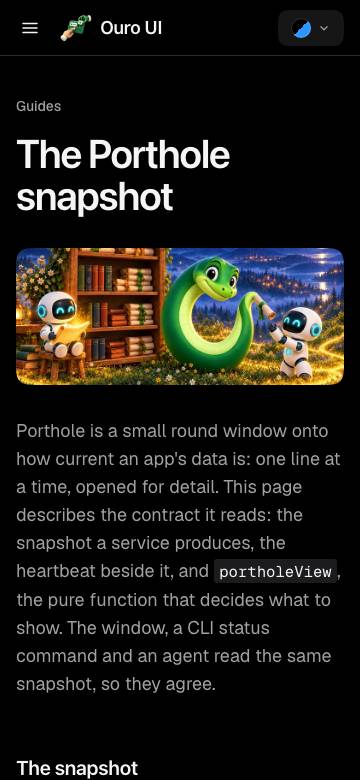 Ouro UI
Guides
The Porthole
snapshot
Porthole is a small round window onto
how current an app's data is: one line at
a time, opened for detail. This page
describes the contract it reads: the
snapshot a service produces, the
heartbeat beside it, and portholeView,
the pure function that decides what to
show. The window, a CLI status
command and an agent read the same
snapshot, so they agree.
The snapshot